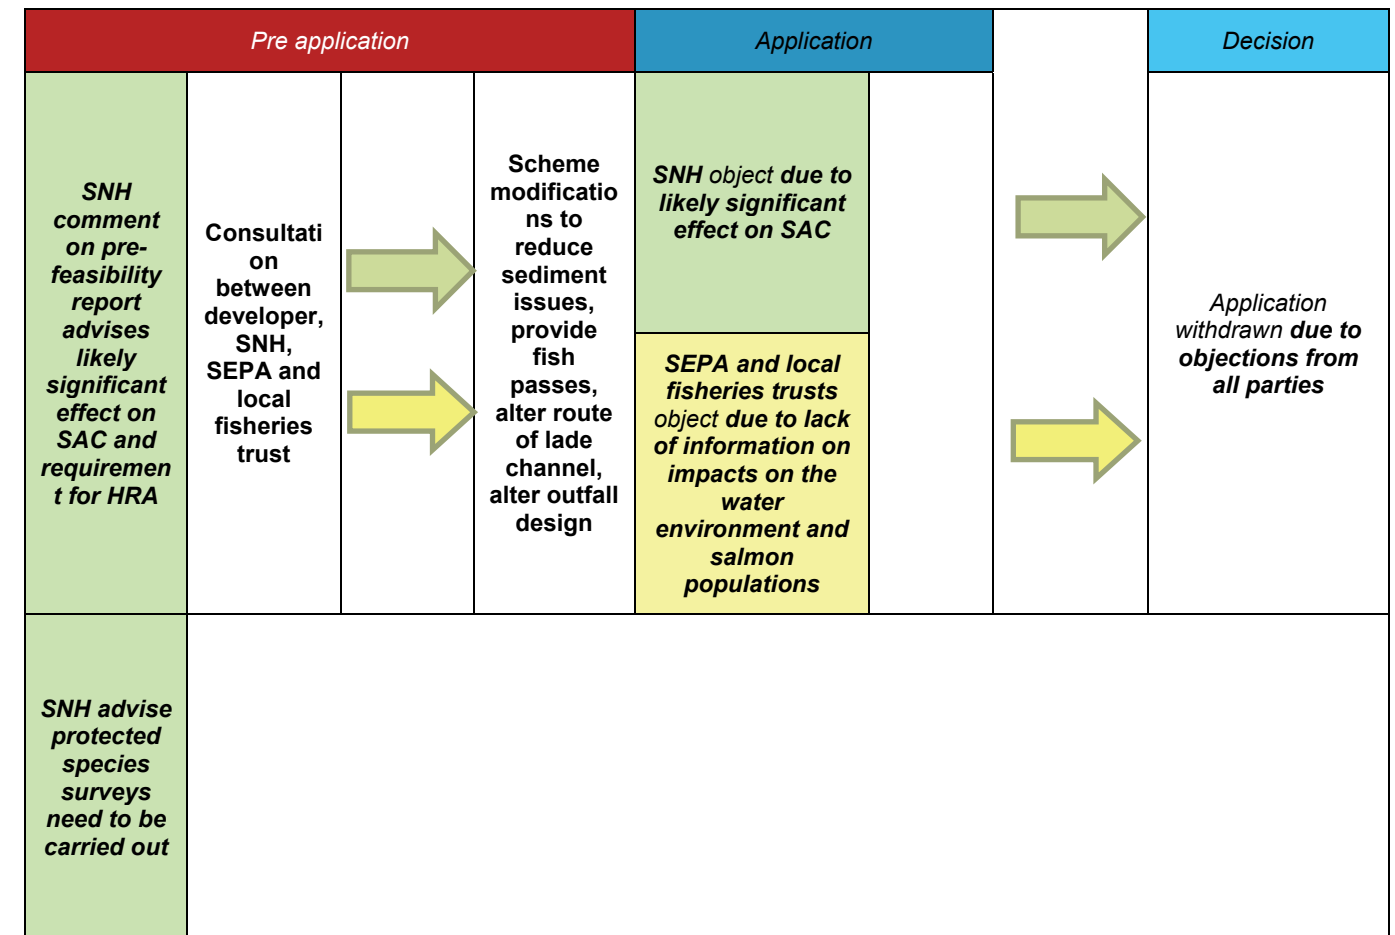 Pre application
Application
Decision
SNH
comment
on pre-
feasibility
report
advises
likely
significant
effect on
SAC and
requiremen
t for HRA
Consultati
on
between
developer,
SNH,
SEPA and
local
fisheries
trust
Scheme
modificatio
ns to
reduce
sediment
issues,
provide
fish
passes,
alter route
of lade
channel,
alter outfall
design
SNH object due to
likely significant
effect on SAC
SEPA and local
fisheries trusts
object due to lack
of information on
impacts on the
water
environment and
salmon
populations
Application
withdrawn due to
objections from
all parties
SNH advise
protected
species
surveys
need to be
carried out